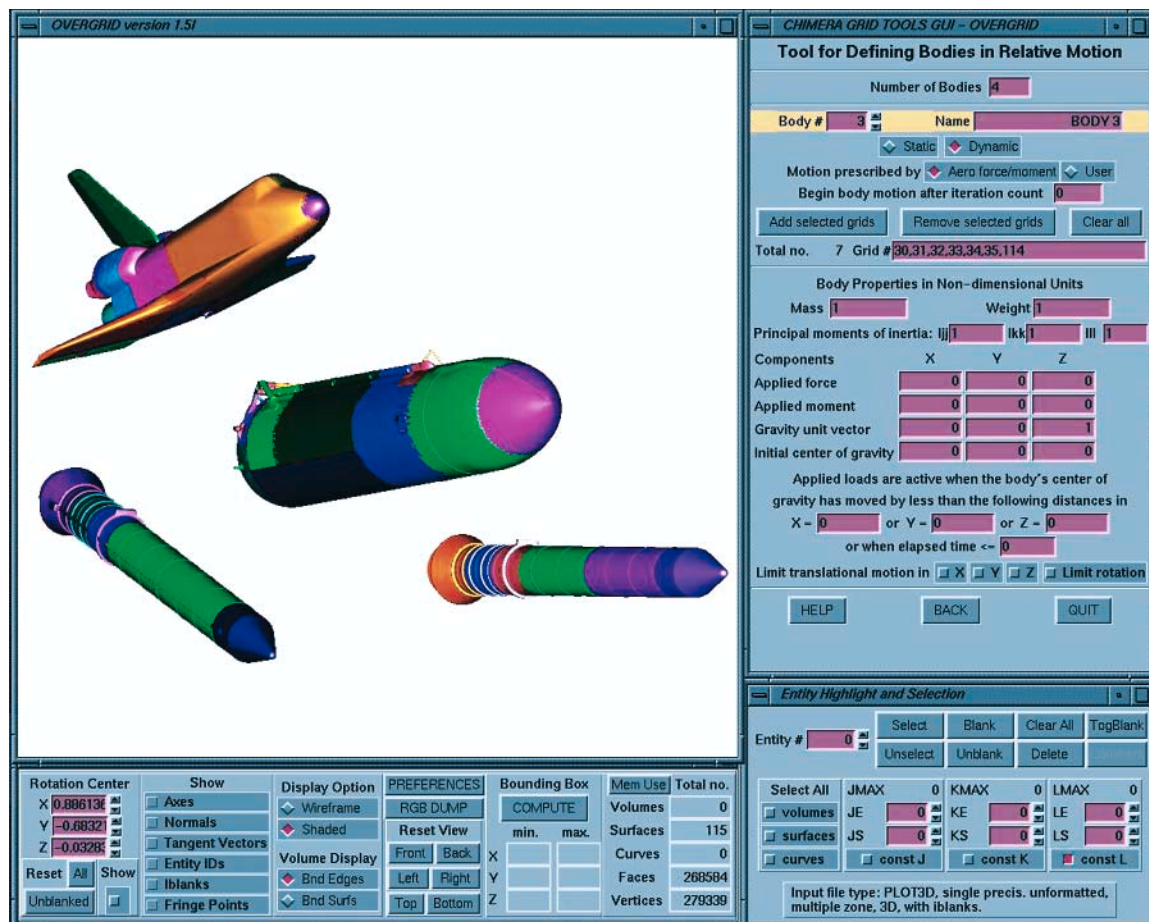 OVERGRID version 1.5l
CHIMERA GRID TOOLS GUI - OVERGRID
Tool for Defining Bodies in Relative Motion
Number of Bodies 4
Body # 3 Name BODY 3
Static Dynamic
Motion prescribed by Aero force/moment User
Begin body motion after iteration count 0
Add selected grids Remove selected grids Clear all
Total no. 7 Grid # 30,31,32,33,34,35,114
Body Properties in Non-dimensional Units
Mass 1 Weight 1
Principal moments of inertia: Ijj 1 Ikk 1 Ill 1
Components X Y Z
Applied force 0 0 0
Applied moment 0 0 0
Gravity unit vector 0 0 1
Initial center of gravity 0 0 0
Applied loads are active when the body's center of
gravity has moved by less than the following distances in
X = 0 or Y = 0 or Z = 0
or when elapsed time <= 0
Limit translational motion in X Y Z Limit rotation
HELP BACK QUIT
Entity Highlight and Selection
Entity # 0
Select Blank Clear All TogBlank
Unselect Unblank Delete
Select All
volumes
surfaces
curves
JMAX 0 KMAX 0 LMAX 0
JE 0 KE 0 LE 0
JS 0 KS 0 LS 0
const J const K const L
Input file type: PLOT3D, single precis. unformatted,
multiple zone, 3D, with iblanks.
Rotation Center
X 0.886136
Y -0.68321
Z -0.03283
Reset All Show
Unblanked
Show
Axes
Normals
Tangent Vectors
Entity IDs
Iblanks
Fringe Points
Display Option
Wireframe
Shaded
Volume Display
Bnd Edges
Bnd Surfs
PREFERENCES
RGB DUMP
Reset View
Front Back
Left Right
Top Bottom
Bounding Box
COMPUTE
min. max.
X
Y
Z
Mem Use Total no.
Volumes 0
Surfaces 115
Curves 0
Faces 268584
Vertices 279339